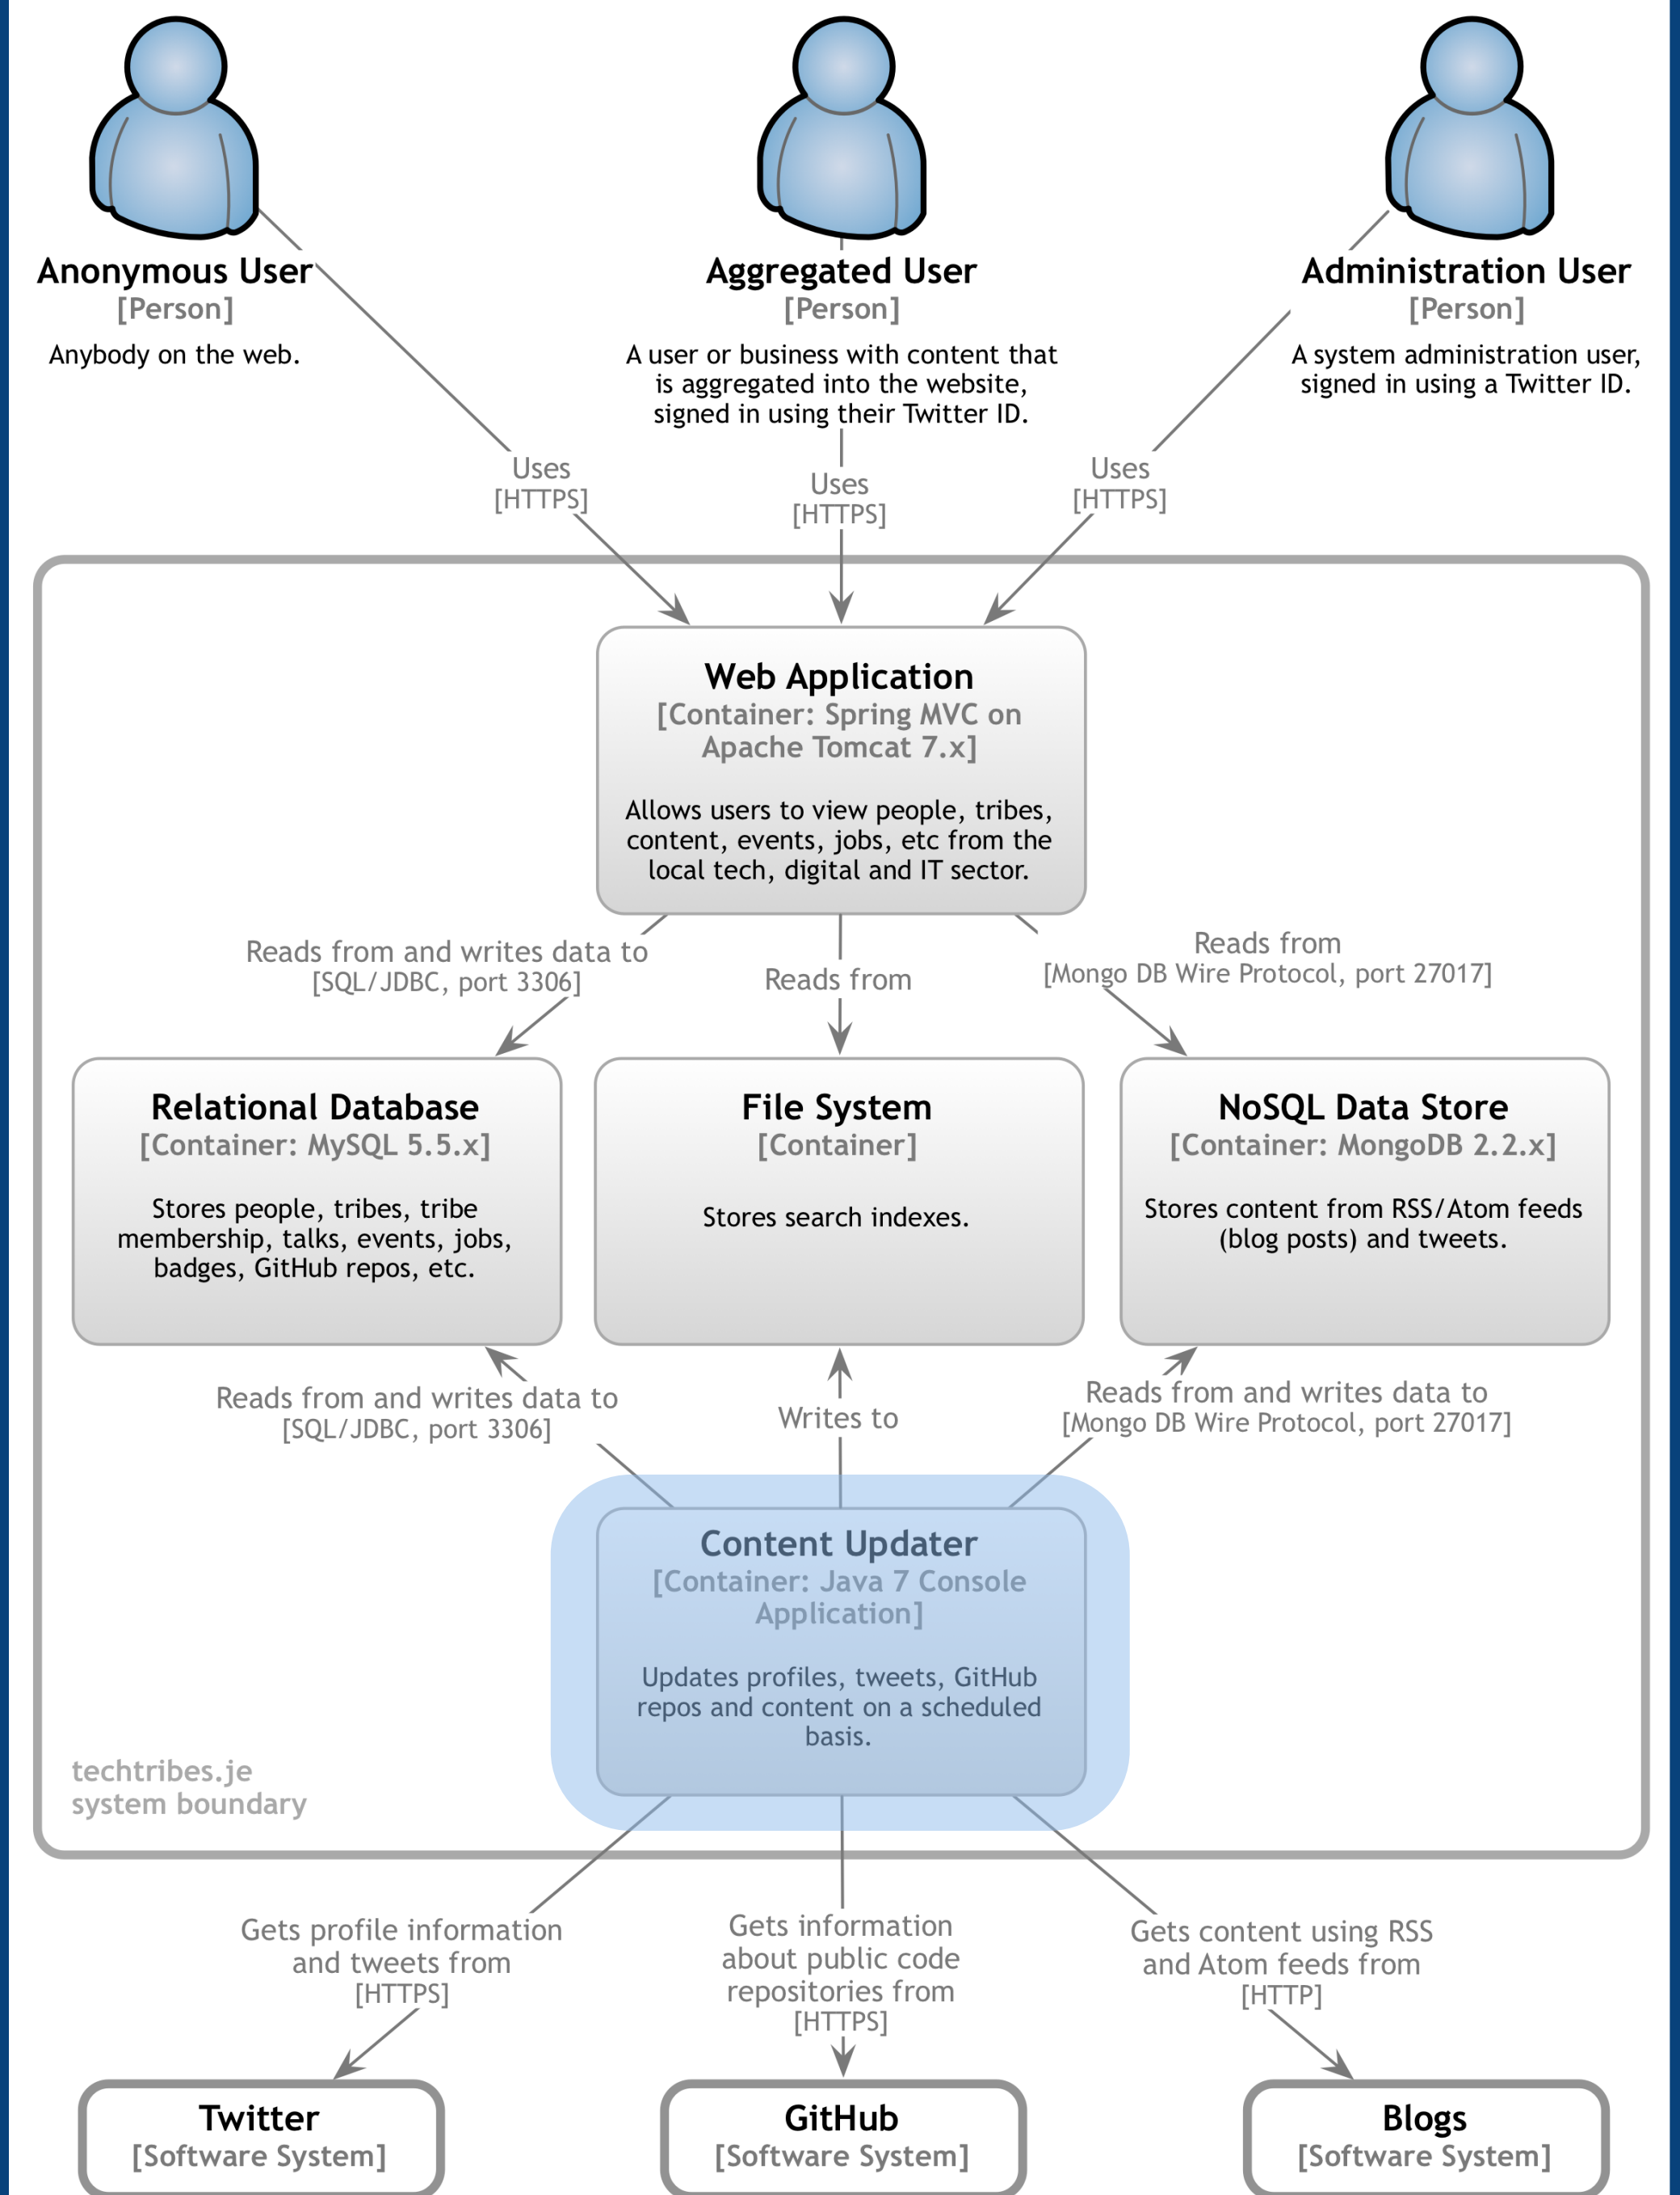 Anonymous User
[Person]
Anybody on the web.
Aggregated User
[Person]
A user or business with content that
is aggregated into the website,
signed in using their Twitter ID.
Administration User
[Person]
A system administration user,
signed in using a Twitter ID.
Uses
[HTTPS]
Uses
[HTTPS]
Uses
[HTTPS]
Web Application
[Container: Spring MVC on
Apache Tomcat 7.x]
Allows users to view people, tribes,
content, events, jobs, etc from the
local tech, digital and IT sector.
Reads from and writes data to
[SQL/JDBC, port 3306]
Reads from
Reads from
[Mongo DB Wire Protocol, port 27017]
Relational Database
[Container: MySQL 5.5.x]
Stores people, tribes, tribe
membership, talks, events, jobs,
badges, GitHub repos, etc.
File System
[Container]
Stores search indexes.
NoSQL Data Store
[Container: MongoDB 2.2.x]
Stores content from RSS/Atom feeds
(blog posts) and tweets.
Reads from and writes data to
[SQL/JDBC, port 3306]
Writes to
Reads from and writes data to
[Mongo DB Wire Protocol, port 27017]
Content Updater
[Container: Java 7 Console
Application]
Updates profiles, tweets, GitHub
repos and content on a scheduled
basis.
techtribes.je
system boundary
Gets profile information
and tweets from
[HTTPS]
Gets information
about public code
repositories from
[HTTPS]
Gets content using RSS
and Atom feeds from
[HTTP]
Twitter
[Software System]
GitHub
[Software System]
Blogs
[Software System]